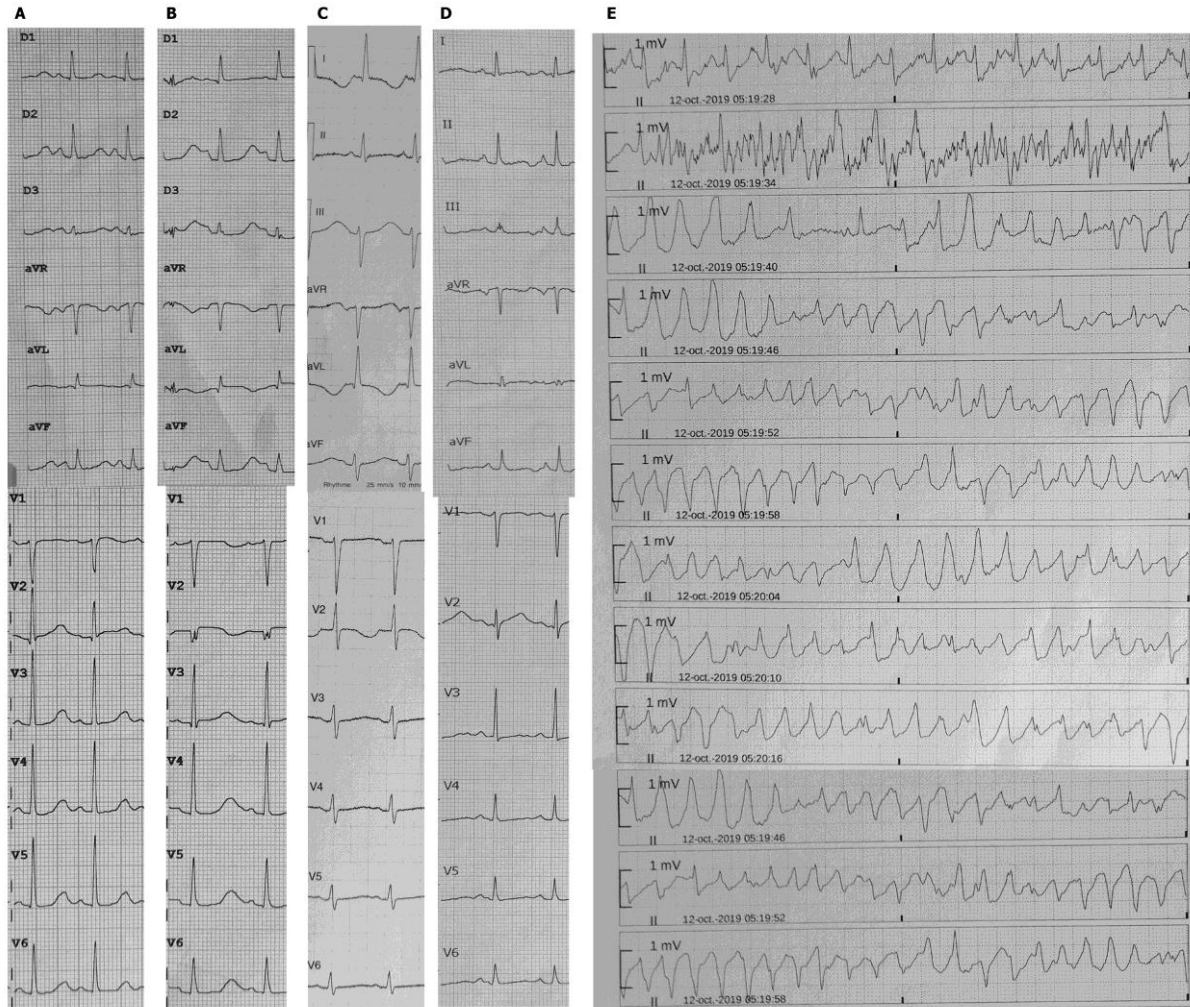 A
D1
D2
D3
aVR
aVL
aVF
V1
V2
V3
V4
V5
V6
B
D1
D2
D3
aVR
aVL
aVF
V1
V2
V3
V4
V5
V6
C
I
II
III
aVR
aVL
aVF
Rhythme 25 mm/s 10 mm
V1
V2
V3
V4
V5
V6
D
I
II
III
aVR
aVL
aVF
V1
V2
V3
V4
V5
V6
E
1 mV
II 12-oct.-2019 05:19:28
1 mV
II 12-oct.-2019 05:19:34
1 mV
II 12-oct.-2019 05:19:40
1 mV
II 12-oct.-2019 05:19:46
1 mV
II 12-oct.-2019 05:19:52
1 mV
II 12-oct.-2019 05:19:58
1 mV
II 12-oct.-2019 05:20:04
1 mV
II 12-oct.-2019 05:20:10
1 mV
II 12-oct.-2019 05:20:16
1 mV
II 12-oct.-2019 05:19:46
1 mV
II 12-oct.-2019 05:19:52
1 mV
II 12-oct.-2019 05:19:58